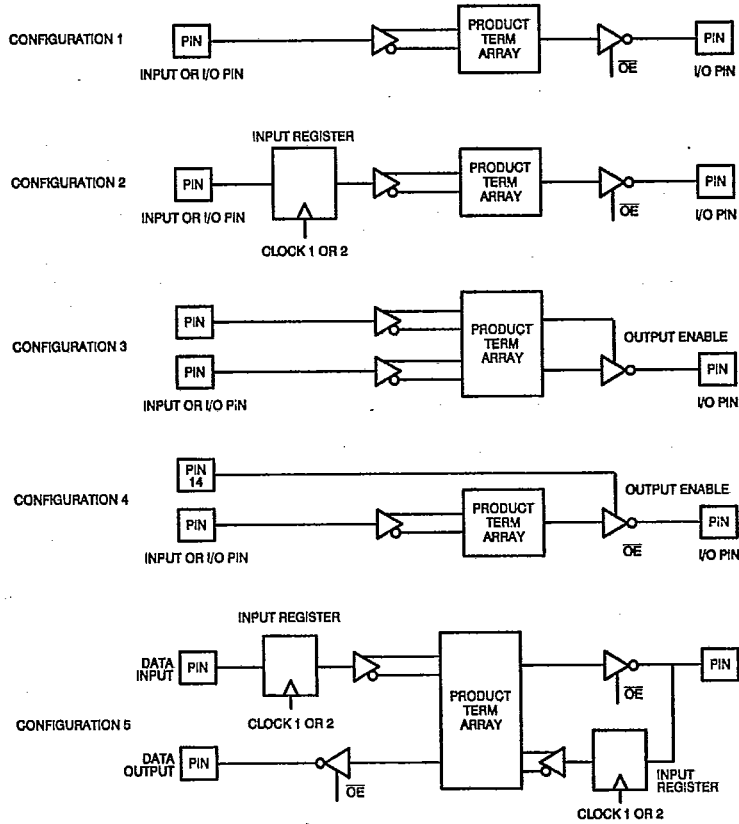 CONFIGURATION 1
PIN
INPUT OR I/O PIN
PRODUCT
TERM
ARRAY
OE
PIN
I/O PIN
CONFIGURATION 2
PIN
INPUT OR I/O PIN
INPUT REGISTER
CLOCK 1 OR 2
PRODUCT
TERM
ARRAY
OE
PIN
I/O PIN
CONFIGURATION 3
PIN
PIN
INPUT OR I/O PIN
PRODUCT
TERM
ARRAY
OUTPUT ENABLE
PIN
I/O PIN
CONFIGURATION 4
PIN
14
PIN
INPUT OR I/O PIN
PRODUCT
TERM
ARRAY
OUTPUT ENABLE
OE
PIN
I/O PIN
CONFIGURATION 5
DATA
INPUT
PIN
INPUT REGISTER
CLOCK 1 OR 2
DATA
OUTPUT
PIN
OE
PRODUCT
TERM
ARRAY
OE
PIN
INPUT
REGISTER
CLOCK 1 OR 2